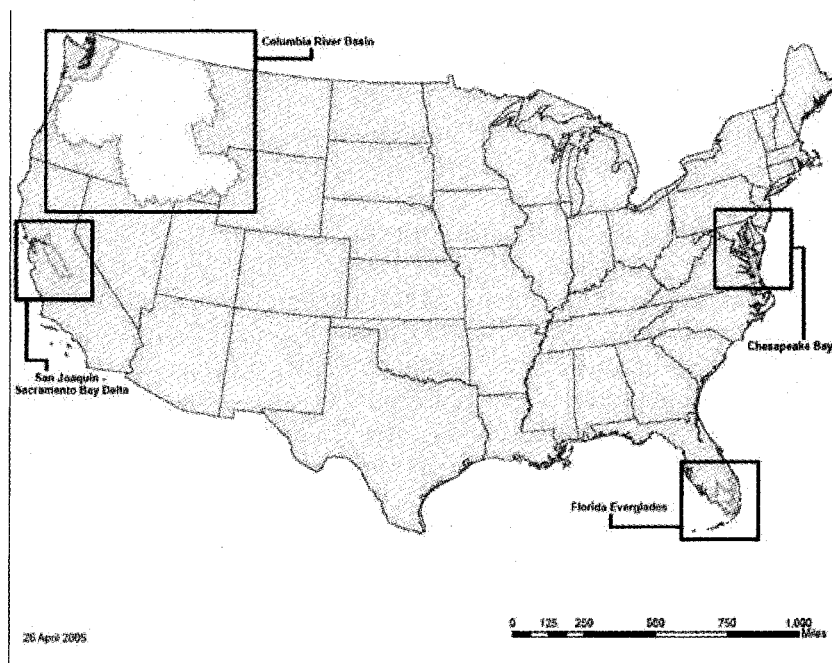 Columbia River Basin
Chesapeake Bay
San Joaquin -
Sacramento Bay Delta
Florida Everglades
26 April 2005
0 125 250 500 750 1,000
Miles